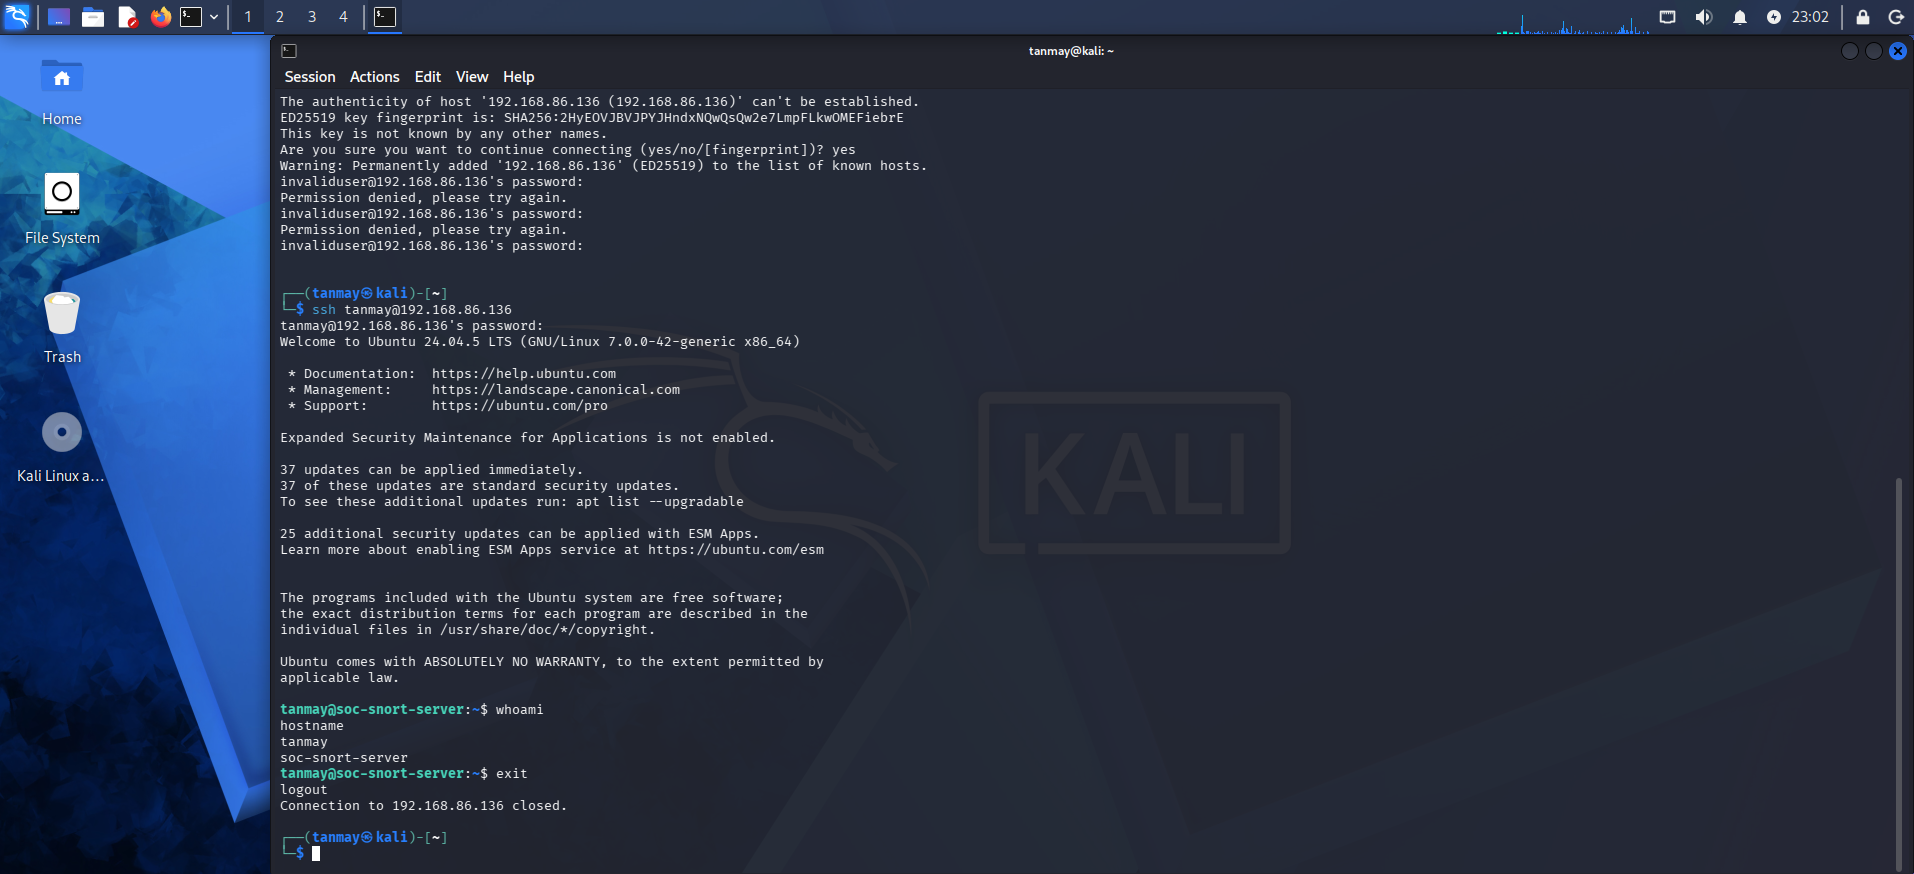 1 2 3 4
23:02
Home
File System
Trash
Kali Linux a...
tanmay@kali: ~
Session Actions Edit View Help
The authenticity of host '192.168.86.136 (192.168.86.136)' can't be established.
ED25519 key fingerprint is: SHA256:2HyEOVJBVJPYJHndxNQwQsQw2e7LmpFLkwOMEFiebrE
This key is not known by any other names.
Are you sure you want to continue connecting (yes/no/[fingerprint])? yes
Warning: Permanently added '192.168.86.136' (ED25519) to the list of known hosts.
invaliduser@192.168.86.136's password:
Permission denied, please try again.
invaliduser@192.168.86.136's password:
Permission denied, please try again.
invaliduser@192.168.86.136's password:
┌──(tanmay㉿kali)-[~]
└─$ ssh tanmay@192.168.86.136
tanmay@192.168.86.136's password:
Welcome to Ubuntu 24.04.5 LTS (GNU/Linux 7.0.0-42-generic x86_64)
* Documentation: https://help.ubuntu.com
* Management: https://landscape.canonical.com
* Support: https://ubuntu.com/pro
Expanded Security Maintenance for Applications is not enabled.
37 updates can be applied immediately.
37 of these updates are standard security updates.
To see these additional updates run: apt list --upgradable
25 additional security updates can be applied with ESM Apps.
Learn more about enabling ESM Apps service at https://ubuntu.com/esm
The programs included with the Ubuntu system are free software;
the exact distribution terms for each program are described in the
individual files in /usr/share/doc/*/copyright.
Ubuntu comes with ABSOLUTELY NO WARRANTY, to the extent permitted by
applicable law.
tanmay@soc-snort-server:~$ whoami
hostname
tanmay
soc-snort-server
tanmay@soc-snort-server:~$ exit
logout
Connection to 192.168.86.136 closed.
┌──(tanmay㉿kali)-[~]
└─$
KALI